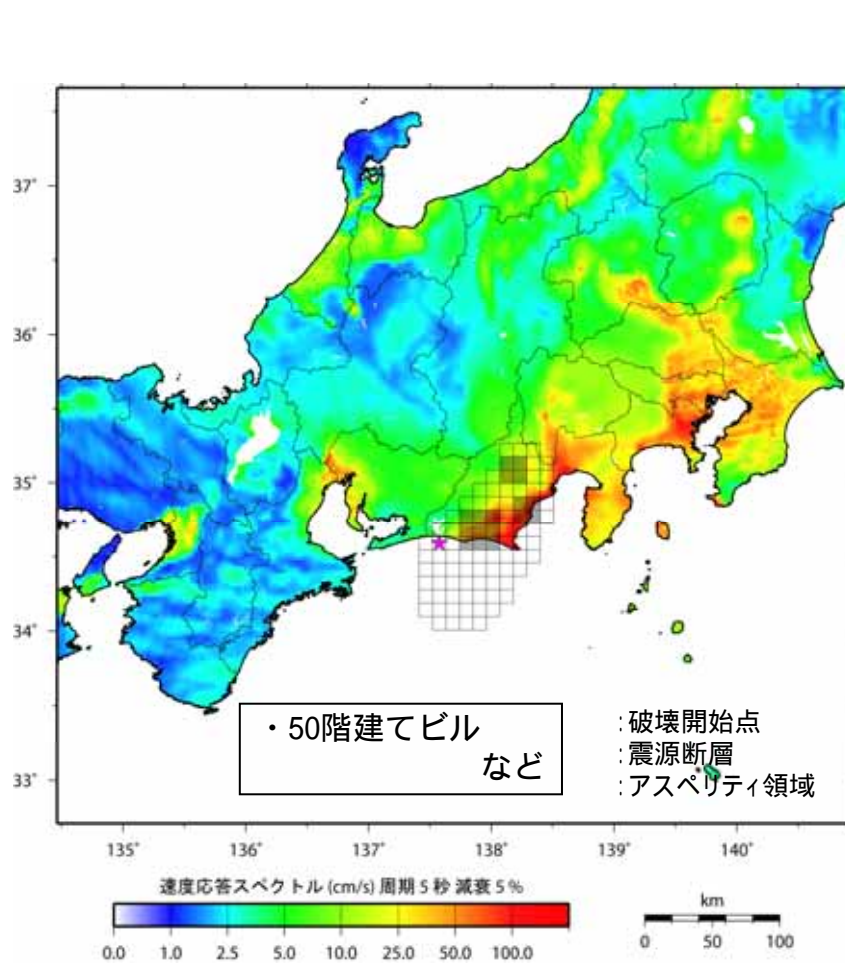 37°
36°
35°
34°
33°
・50階建てビル
など
:破壊開始点
:震源断層
:アスペリティ領域
135° 136° 137° 138° 139° 140°
速度応答スペクトル (cm/s) 周期 5 秒 減衰 5 %
0.0 1.0 2.5 5.0 10.0 25.0 50.0 100.0
km
0 50 100